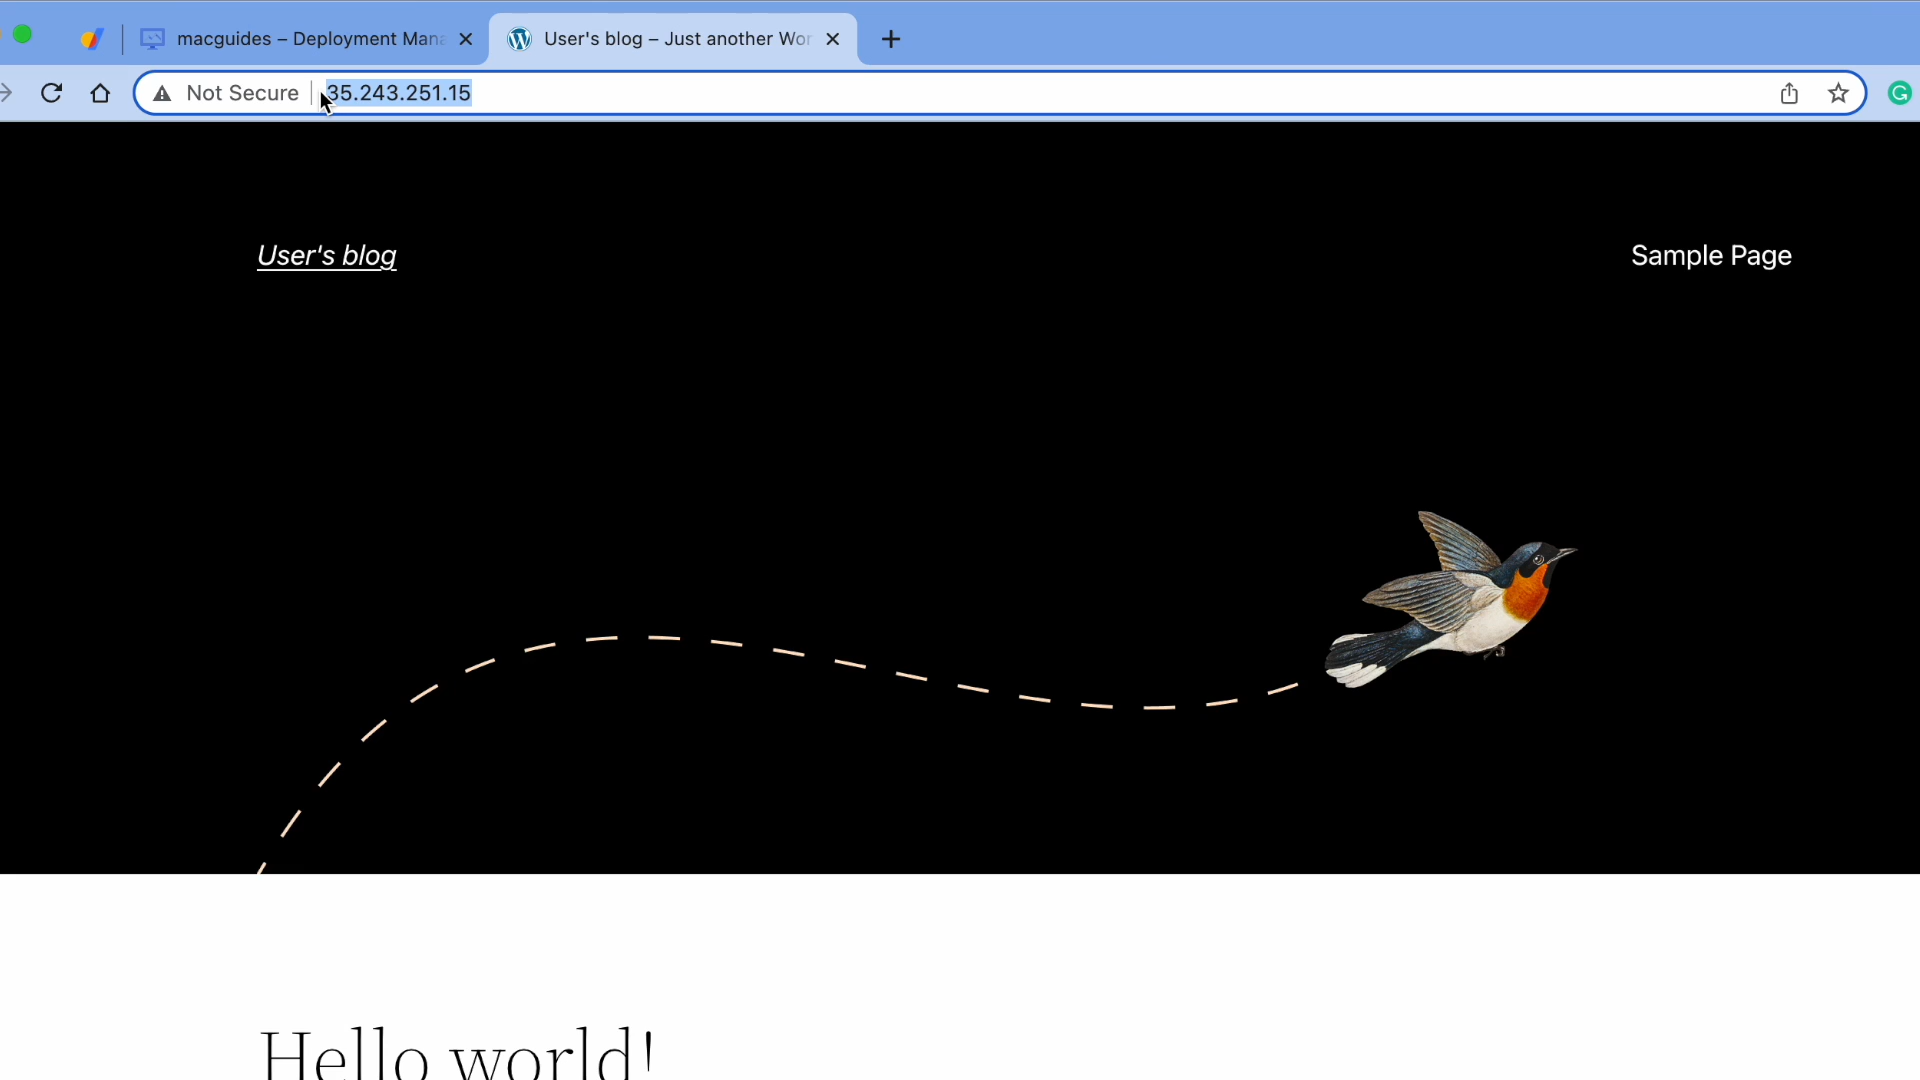 macguides – Deployment Mana
User's blog – Just another Wor
Not Secure
35.243.251.15
User's blog
Sample Page
Hello world!